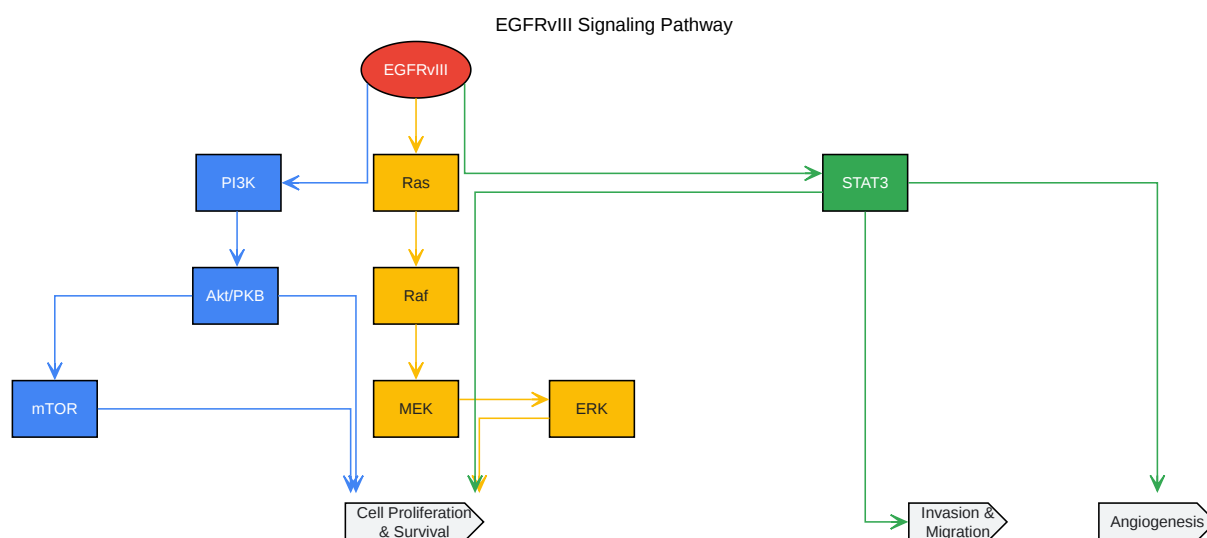 EGFRvIII Signaling Pathway
EGFRvIII
PI3K
Ras
STAT3
Akt/PKB
Raf
mTOR
MEK
ERK
Cell Proliferation
& Survival
Invasion &
Migration
Angiogenesis